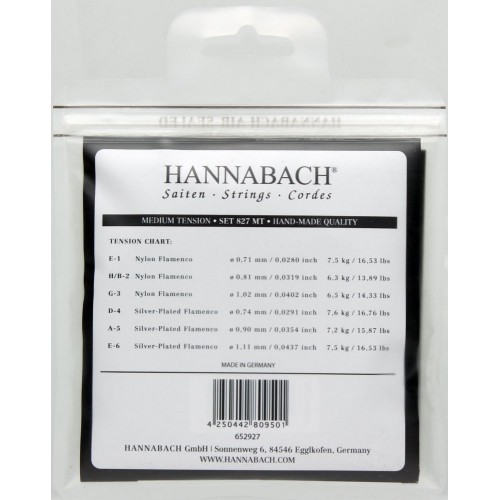 HANNABACH AIR SEALED
HANNABACH®
Saiten · Strings · Cordes
MEDIUM TENSION • SET 827 MT • HAND-MADE QUALITY
TENSION CHART:
E-1 Nylon Flamenco ø 0,71 mm / 0,0280 inch 7,5 kg / 16,53 lbs
H/B-2 Nylon Flamenco ø 0,81 mm / 0,0319 inch 6,3 kg / 13,89 lbs
G-3 Nylon Flamenco ø 1,02 mm / 0,0402 inch 6,5 kg / 14,33 lbs
D-4 Silver-Plated Flamenco ø 0,74 mm / 0,0291 inch 7,6 kg / 16,76 lbs
A-5 Silver-Plated Flamenco ø 0,90 mm / 0,0354 inch 7,2 kg / 15,87 lbs
E-6 Silver-Plated Flamenco ø 1,11 mm / 0,0437 inch 7,5 kg / 16,53 lbs
MADE IN GERMANY
4 250442 809501
652927
HANNABACH GmbH | Sonnenweg 6, 84546 Egglkofen, Germany
WWW.HANNABACH.COM